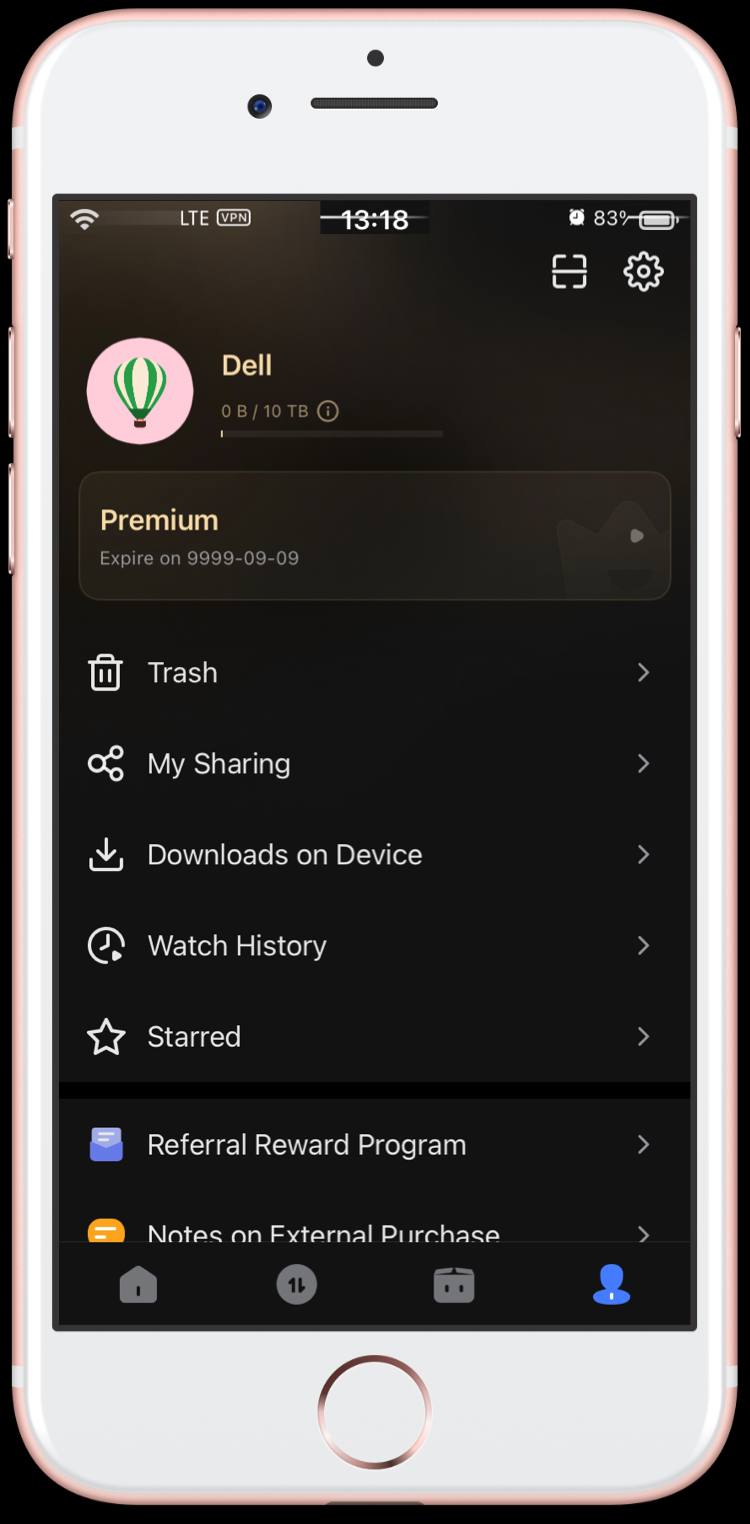 LTE VPN
13:18
83%
Dell
0 B / 10 TB
Premium
Expire on 9999-09-09
Trash
My Sharing
Downloads on Device
Watch History
Starred
Referral Reward Program
Notes on External Purchase